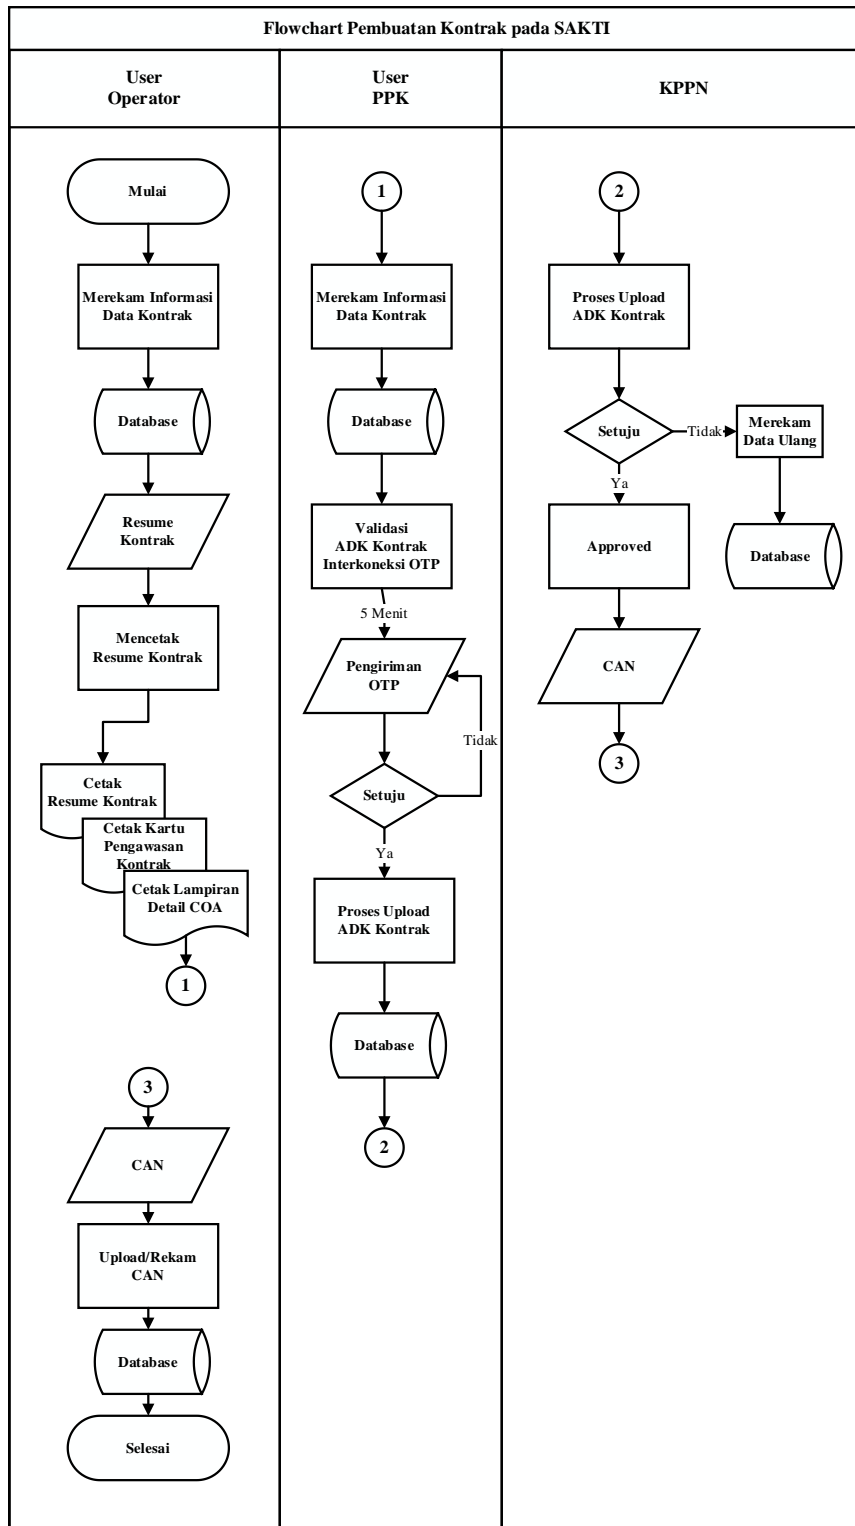 Flowchart Pembuatan Kontrak pada SAKTI
User
Operator
User
PPK
KPPN
Mulai
Merekam Informasi
Data Kontrak
Database
Resume
Kontrak
Mencetak
Resume Kontrak
Cetak
Resume Kontrak
Cetak Kartu
Pengawasan
Kontrak
Cetak Lampiran
Detail COA
1
3
CAN
Upload/Rekam
CAN
Database
Selesai
1
Merekam Informasi
Data Kontrak
Database
Validasi
ADK Kontrak
Interkoneksi OTP
5 Menit
Pengiriman
OTP
Tidak
Setuju
Ya
Proses Upload
ADK Kontrak
Database
2
2
Proses Upload
ADK Kontrak
Setuju
Tidak
Merekam
Data Ulang
Ya
Approved
Database
CAN
3